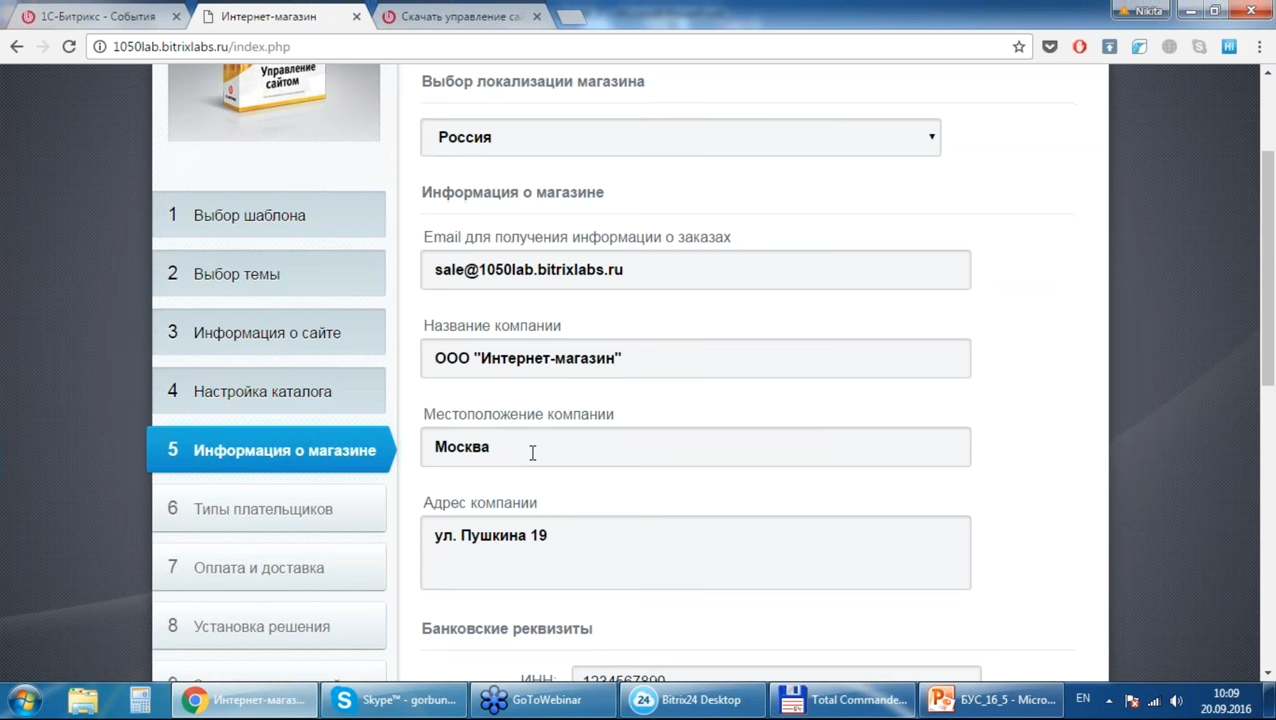 1С-Битрикс - События
Интернет-магазин
Скачать управление са
Nikita
1050lab.bitrixlabs.ru/index.php
Управление
сайтом
Выбор локализации магазина
Россия
Информация о магазине
Email для получения информации о заказах
sale@1050lab.bitrixlabs.ru
Название компании
ООО "Интернет-магазин"
Местоположение компании
Москва
Адрес компании
ул. Пушкина 19
Банковские реквизиты
ИНН:
1234567890
1 Выбор шаблона
2 Выбор темы
3 Информация о сайте
4 Настройка каталога
5 Информация о магазине
6 Типы плательщиков
7 Оплата и доставка
8 Установка решения
Интернет-магаз...
Skype™ - gorbun...
GoToWebinar
24 Bitrix24 Desktop
Total Commande...
БУС_16_5 - Micro...
EN
10:09
20.09.2016